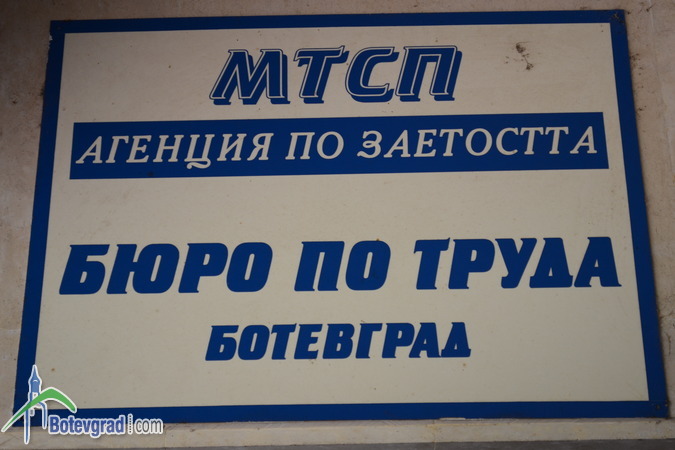 МТСП
АГЕНЦИЯ ПО ЗАЕТОСТТА
БЮРО ПО ТРУДА
БОТЕВГРАД
Botevgrad.com